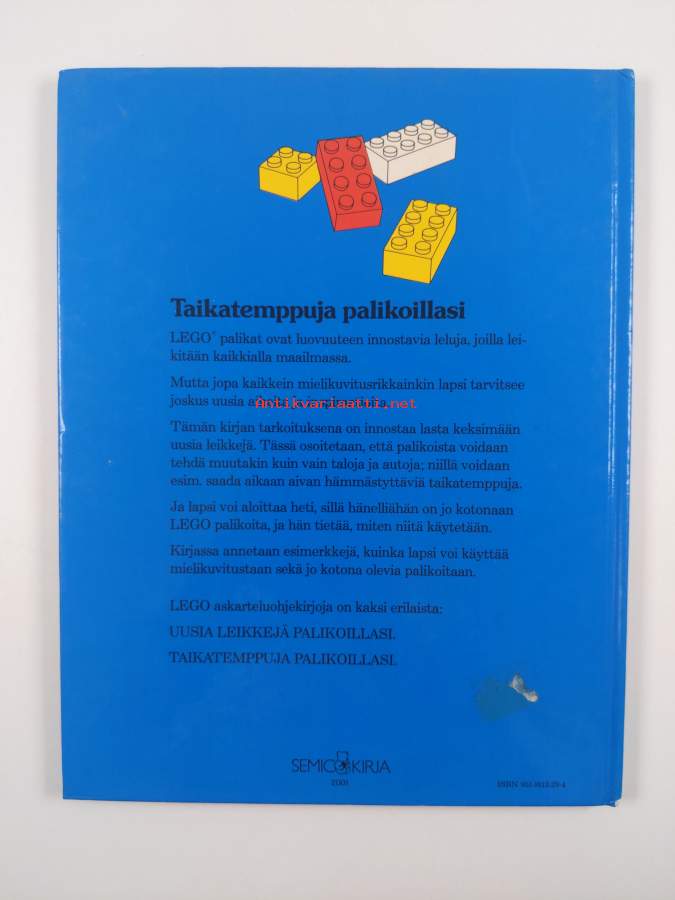 Taikatemppuja palikoillasi
LEGO® palikat ovat luovuuteen innostavia leluja, joilla lei-
kitään kaikkialla maailmassa.
Mutta jopa kaikkein mielikuvitusrikkainkin lapsi tarvitsee
joskus uusia
Antikvariaatti.net
Tämän kirjan tarkoituksena on innostaa lasta keksimään
uusia leikkejä. Tässä osoitetaan, että palikoista voidaan
tehdä muutakin kuin vain taloja ja autoja; niillä voidaan
esim. saada aikaan aivan hämmästyttäviä taikatemppuja.
Ja lapsi voi aloittaa heti, sillä hänelliähän on jo kotonaan
LEGO palikoita, ja hän tietää, miten niitä käytetään.
Kirjassa annetaan esimerkkejä, kuinka lapsi voi käyttää
mielikuvitustaan sekä jo kotona olevia palikoitaan.
LEGO askarteluohjekirjoja on kaksi erilaista:
UUSIA LEIKKEJÄ PALIKOILLASI.
TAIKATEMPPUJA PALIKOILLASI.
SEMIC KIRJA
ISBN